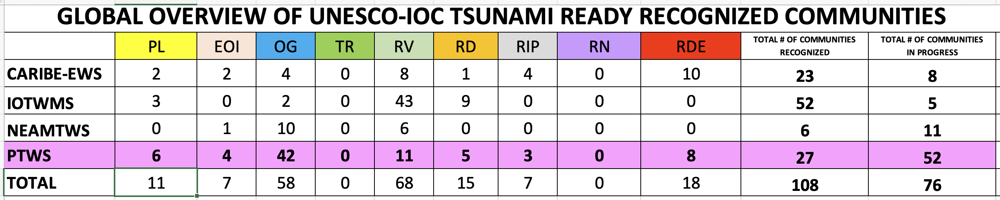 GLOBAL OVERVIEW OF UNESCO-IOC TSUNAMI READY RECOGNIZED COMMUNITIES
PL EOI OG TR RV RD RIP RN RDE TOTAL # OF COMMUNITIES RECOGNIZED TOTAL # OF COMMUNITIES IN PROGRESS
CARIBE-EWS 2 2 4 0 8 1 4 0 10 23 8
IOTWMS 3 0 2 0 43 9 0 0 0 52 5
NEAMTWS 0 1 10 0 6 0 0 0 0 6 11
PTWS 6 4 42 0 11 5 3 0 8 27 52
TOTAL 11 7 58 0 68 15 7 0 18 108 76